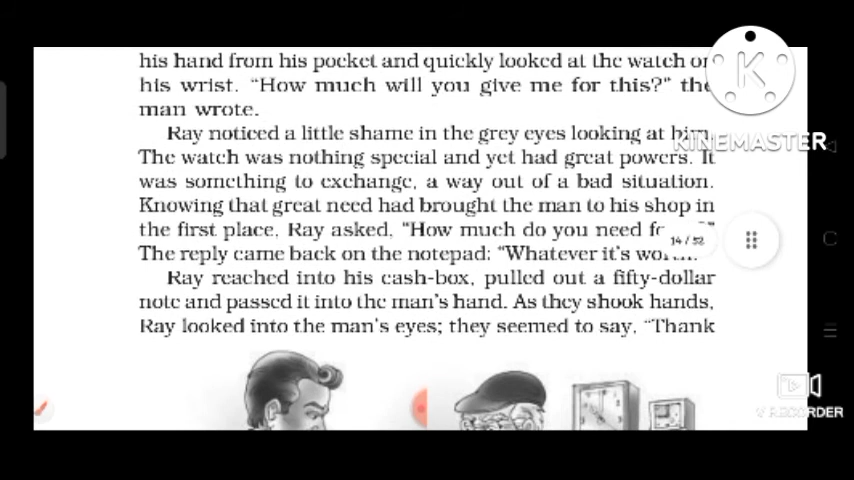 his hand from his pocket and quickly looked at the watch on
his wrist. “How much will you give me for this?” the
man wrote.
Ray noticed a little shame in the grey eyes looking at him.
The watch was nothing special and yet had great powers. It
was something to exchange, a way out of a bad situation.
Knowing that great need had brought the man to his shop in
the first place, Ray asked, “How much do you need
The reply came back on the notepad: “Whatever it's
Ray reached into his cash-box, pulled out a fifty-dollar
note and passed it into the man's hand. As they shook hands,
Ray looked into the man's eyes; they seemed to say, “Thank
K
KINEMASTER
14 / 52
V RECORDER